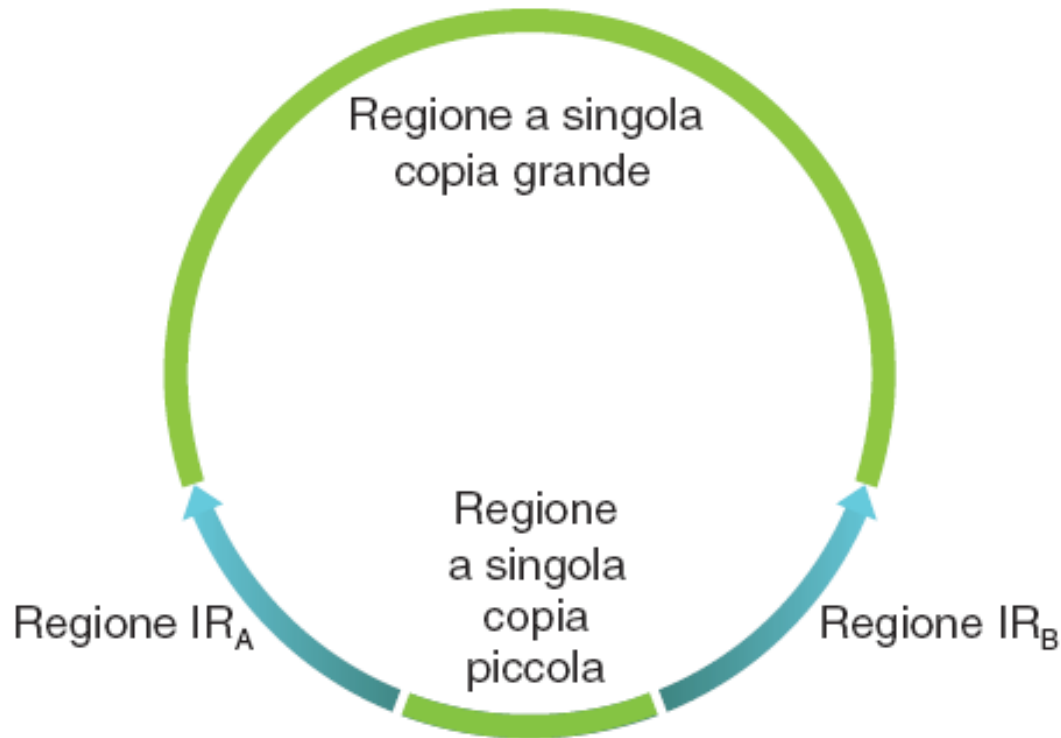 Regione a singola
copia grande
Regione
a singola
copia
piccola
Regione IRA
Regione IRB